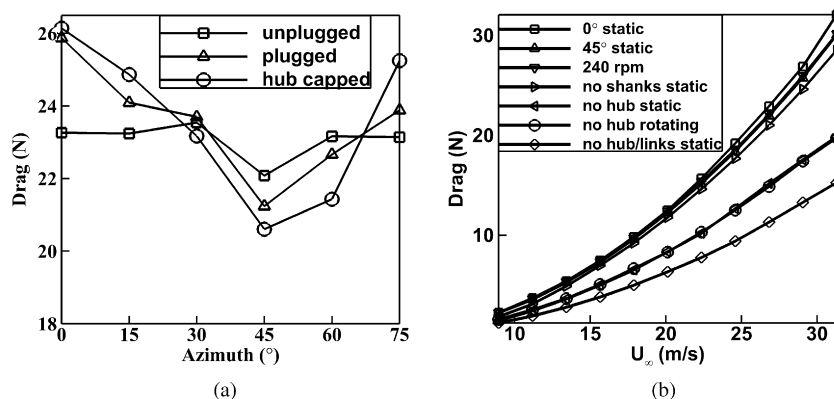 (a)
26
24
22
20
18
Drag (N)
unplugged
plugged
hub capped
0 15 30 45 60 75
Azimuth (°)
(b)
30
20
10
Drag (N)
0° static
45° static
240 rpm
no shanks static
no hub static
no hub rotating
no hub/links static
10 15 20 25 30
U∞ (m/s)
(a)
(b)